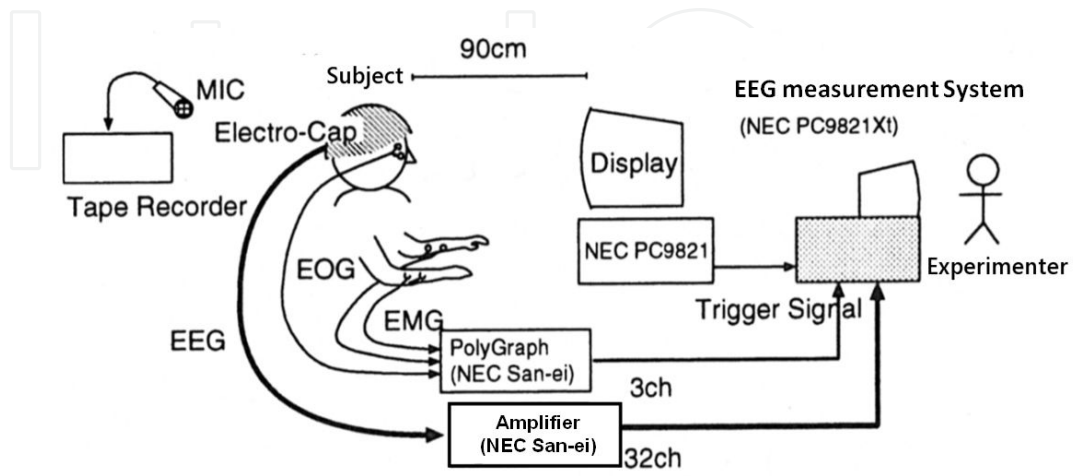 90cm
Subject
MIC
EEG measurement System
(NEC PC9821Xt)
Electro-Cap
Display
Tape Recorder
NEC PC9821
EOG
Experimenter
Trigger Signal
EMG
EEG
PolyGraph
(NEC San-ei)
3ch
Amplifier
(NEC San-ei)
32ch